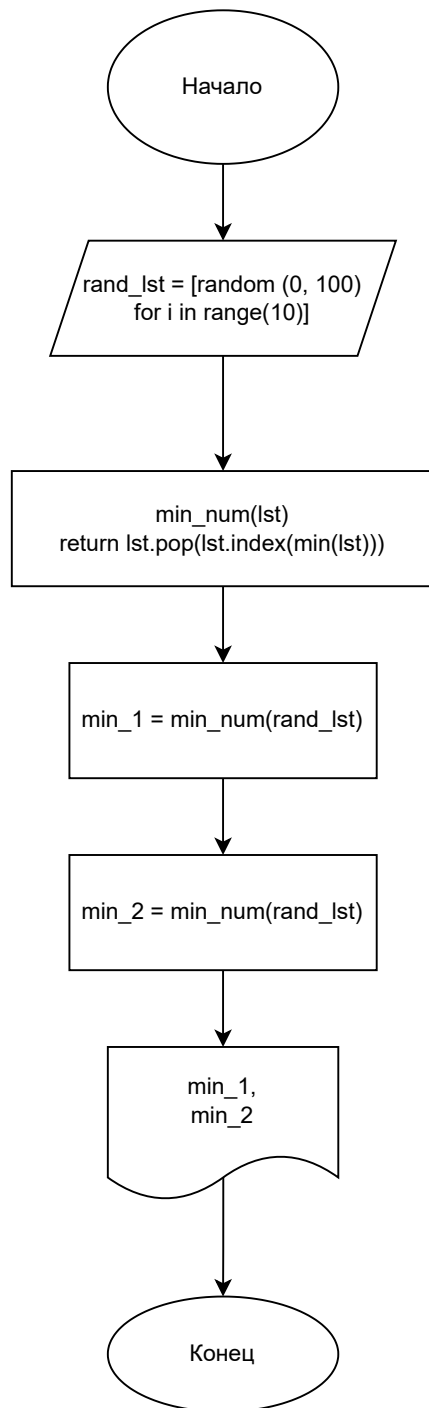 Начало
rand_lst = [random (0, 100)
for i in range(10)]
min_num(lst)
return lst.pop(lst.index(min(lst)))
min_1 = min_num(rand_lst)
min_2 = min_num(rand_lst)
min_1,
min_2
Конец